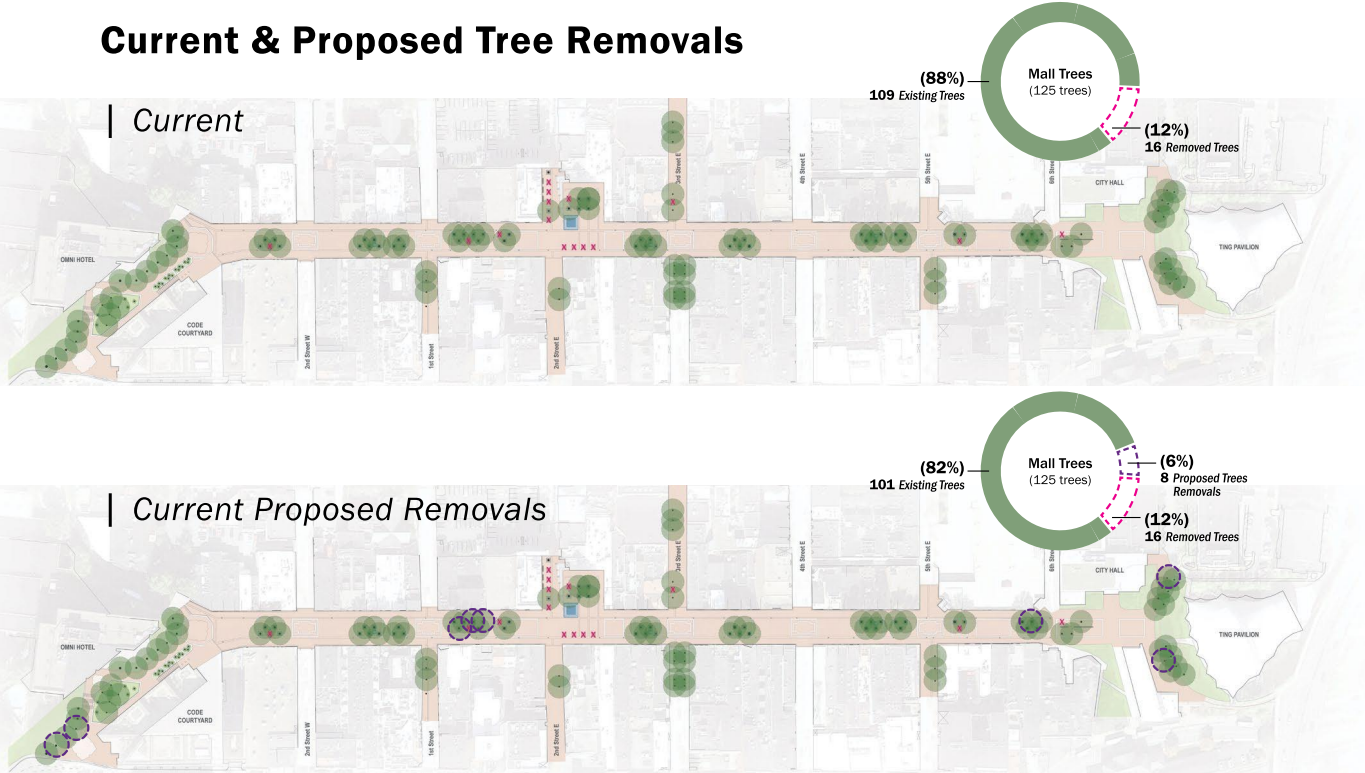 Current & Proposed Tree Removals
Mall Trees
(125 trees)
(88%)
109 Existing Trees
(12%)
16 Removed Trees
| Current
3rd Street E
4th Street E
5th Street E
6th Stre
CITY HALL
OMNI HOTEL
TING PAVILION
CODE
COURTYARD
2nd Street W
1st Street
2nd Street E
Mall Trees
(125 trees)
(82%)
101 Existing Trees
(6%)
8 Proposed Trees
Removals
(12%)
16 Removed Trees
| Current Proposed Removals
3rd Street E
4th Street E
5th Street E
6th Stre
CITY HALL
OMNI HOTEL
TING PAVILION
CODE
COURTYARD
2nd Street W
1st Street
2nd Street E